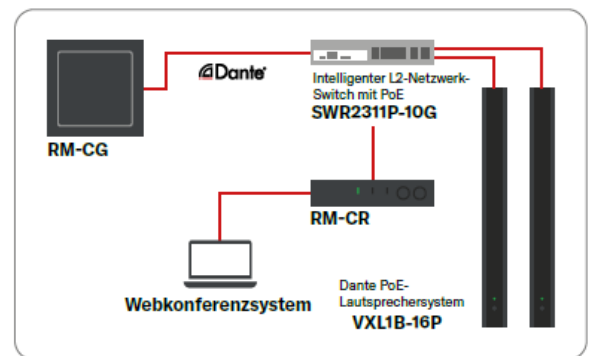 Dante
Intelligenter L2-Netzwerk-
Switch mit PoE
SWR2311P-10G
RM-CG
RM-CR
Webkonferenzsystem
Dante PoE-
Lautsprechersystem
VXL1B-16P